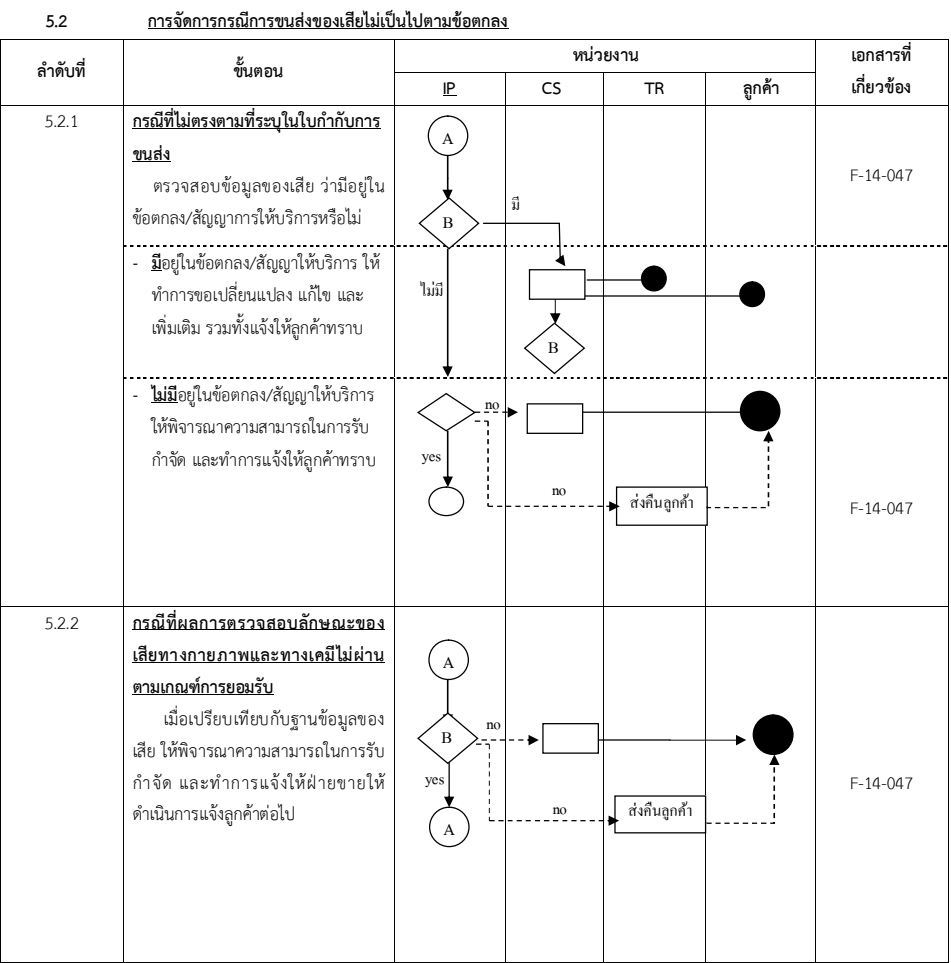 5.2 การจัดการกรณีการขนส่งของเสียไม่เป็นไปตามข้อตกลง
ลำดับที่ ขั้นตอน หน่วยงาน เอกสารที่เกี่ยวข้อง
IP CS TR ลูกค้า
5.2.1
กรณีที่ไม่ตรงตามที่ระบุในใบกำกับการ
ขนส่ง
ตรวจสอบข้อมูลของเสีย ว่ามีอยู่ใน
ข้อตกลง/สัญญาการให้บริการหรือไม่
A
B
มี
F-14-047
- มีอยู่ในข้อตกลง/สัญญาให้บริการ ให้
ทำการขอเปลี่ยนแปลง แก้ไข และ
เพิ่มเติม รวมทั้งแจ้งให้ลูกค้าทราบ
ไม่มี
B
- ไม่มีอยู่ในข้อตกลง/สัญญาให้บริการ
ให้พิจารณาความสามารถในการรับ
กำจัด และทำการแจ้งให้ลูกค้าทราบ
no
yes
no
ส่งคืนลูกค้า
F-14-047
5.2.2
กรณีที่ผลการตรวจสอบลักษณะของ
เสียทางกายภาพและทางเคมีไม่ผ่าน
ตามเกณฑ์การยอมรับ
เมื่อเปรียบเทียบกับฐานข้อมูลของ
เสีย ให้พิจารณาความสามารถในการรับ
กำจัด และทำการแจ้งให้ฝ่ายขายให้
ดำเนินการแจ้งลูกค้าต่อไป
A
B
no
yes
no
ส่งคืนลูกค้า
A
F-14-047